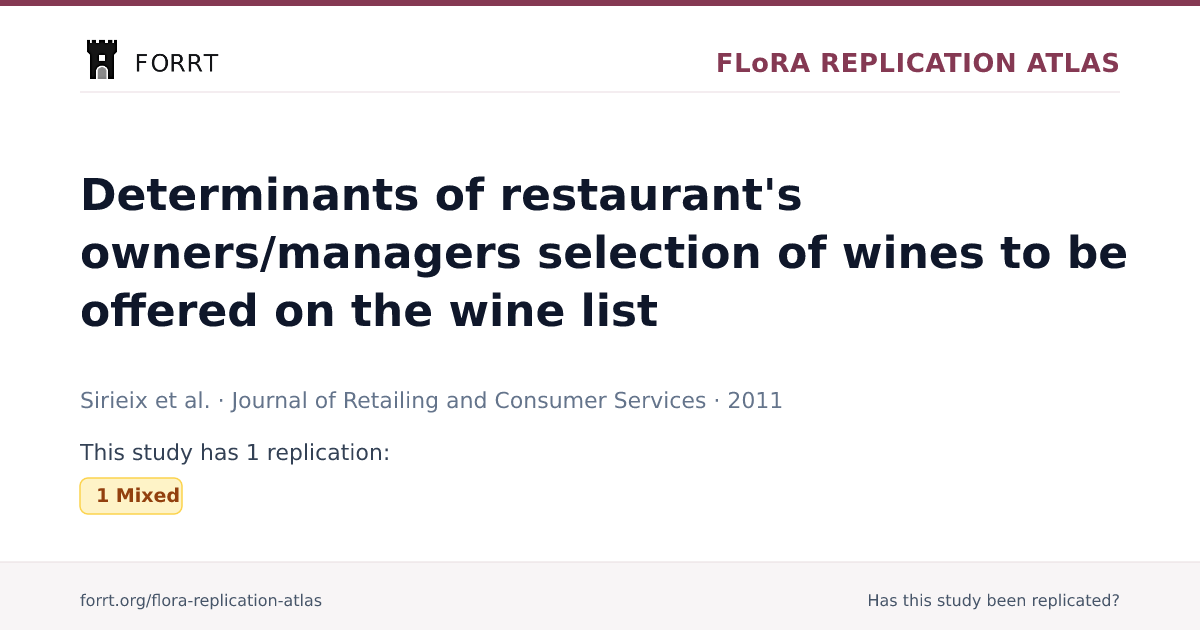 FORRT
FLoRA REPLICATION ATLAS
Determinants of restaurant's
owners/managers selection of wines to be
offered on the wine list
Sirieix et al. · Journal of Retailing and Consumer Services · 2011
This study has 1 replication:
1 Mixed
forrt.org/flora-replication-atlas
Has this study been replicated?